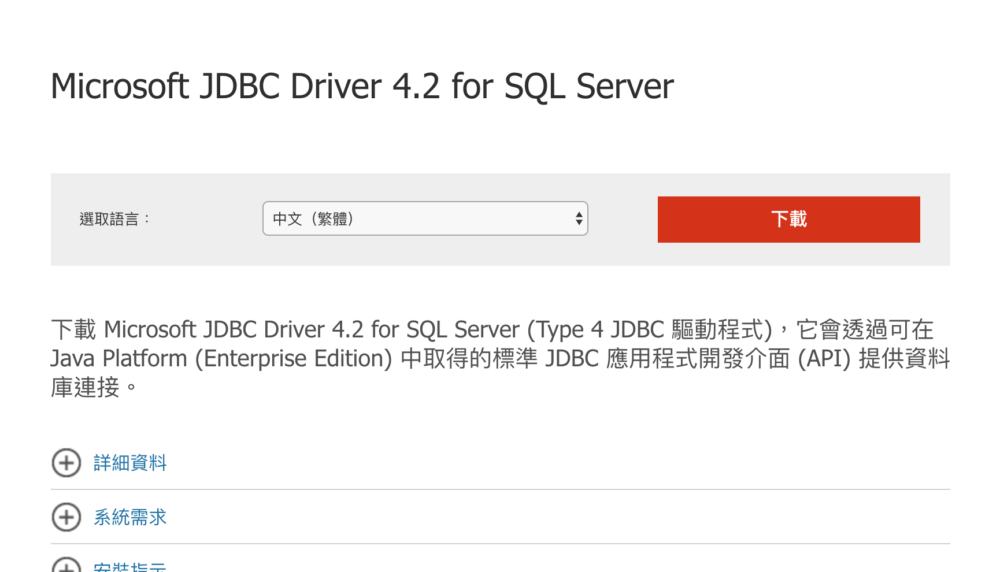 Microsoft JDBC Driver 4.2 for SQL Server
選取語言：
中文（繁體）
下載
下載 Microsoft JDBC Driver 4.2 for SQL Server (Type 4 JDBC 驅動程式)，它會透過可在
Java Platform (Enterprise Edition) 中取得的標準 JDBC 應用程式開發介面 (API) 提供資料
庫連接。
詳細資料
系統需求
安裝指示